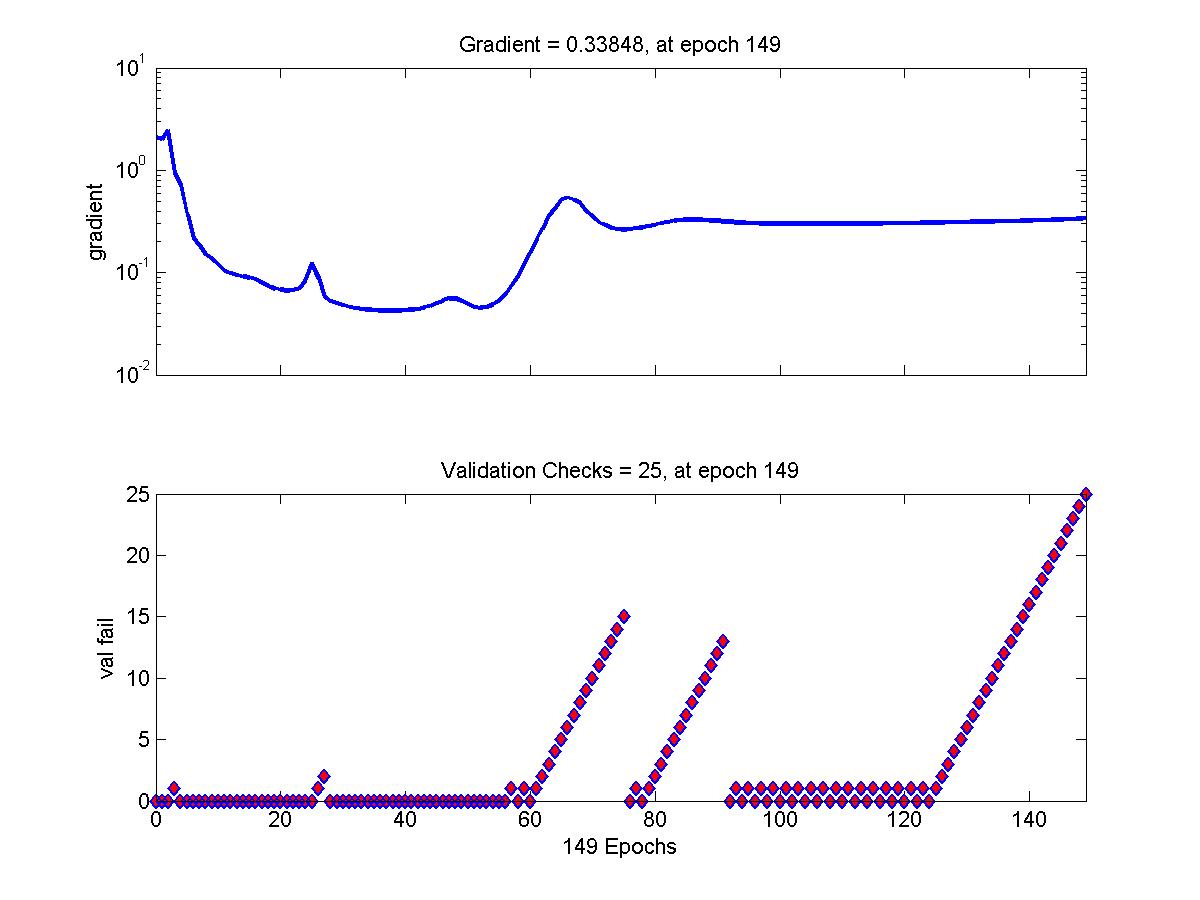 Gradient = 0.33848, at epoch 149
10^1
10^0
10^-1
10^-2
gradient
Validation Checks = 25, at epoch 149
25
20
15
10
5
0
val fail
0 20 40 60 80 100 120 140
149 Epochs